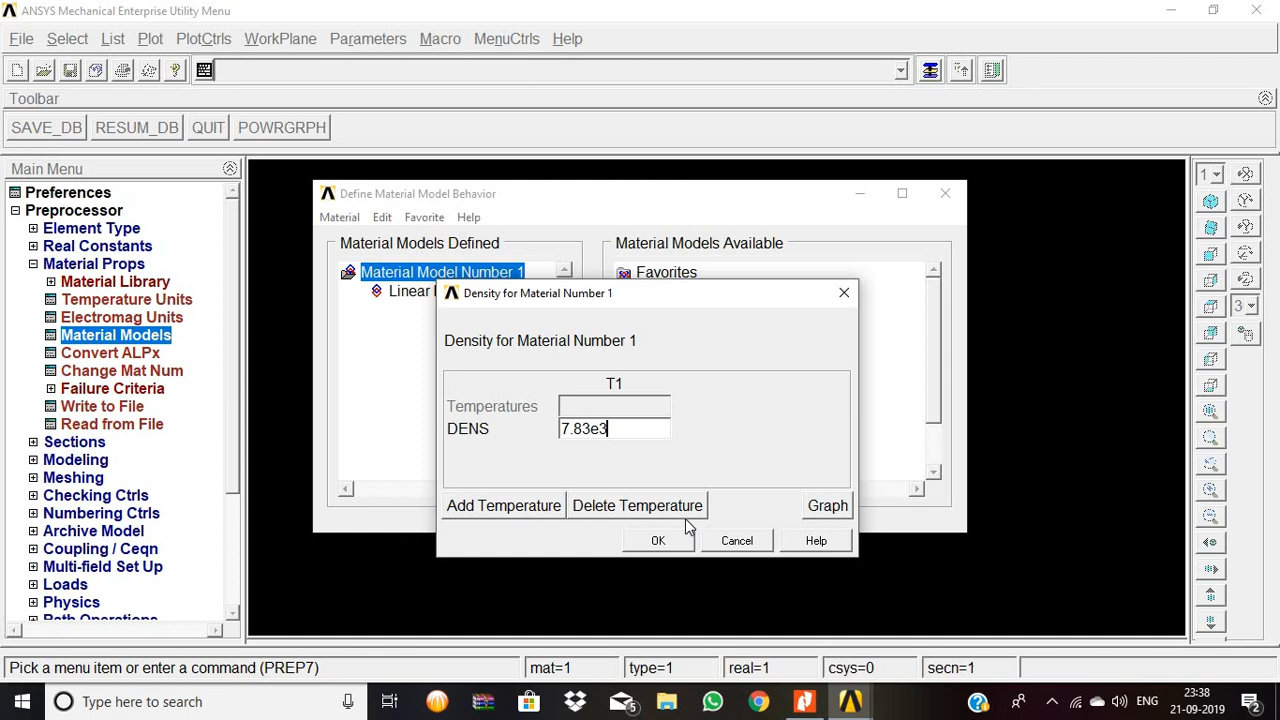 ANSYS Mechanical Enterprise Utility Menu
File Select List Plot PlotCtrls WorkPlane Parameters Macro MenuCtrls Help
Toolbar
SAVE_DB RESUM_DB QUIT POWRGRPH
Main Menu
Preferences
Preprocessor
Element Type
Real Constants
Material Props
Material Library
Temperature Units
Electromag Units
Material Models
Convert ALPx
Change Mat Num
Failure Criteria
Write to File
Read from File
Sections
Modeling
Meshing
Checking Ctrls
Numbering Ctrls
Archive Model
Coupling / Ceqn
Multi-field Set Up
Loads
Physics
Path Operations
Define Material Model Behavior
Material Edit Favorite Help
Material Models Defined
Material Models Available
Material Model Number 1
Linear
Favorites
Density for Material Number 1
Density for Material Number 1
T1
Temperatures
DENS 7.83e3
Add Temperature Delete Temperature Graph
OK Cancel Help
1
3
Pick a menu item or enter a command (PREP7) mat=1 type=1 real=1 csys=0 secn=1
Type here to search
5
ENG
23:38
21-09-2019
2